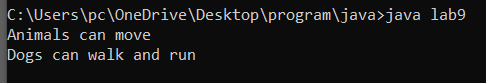 C:\Users\pc\OneDrive\Desktop\program\java>java lab9
Animals can move
Dogs can walk and run